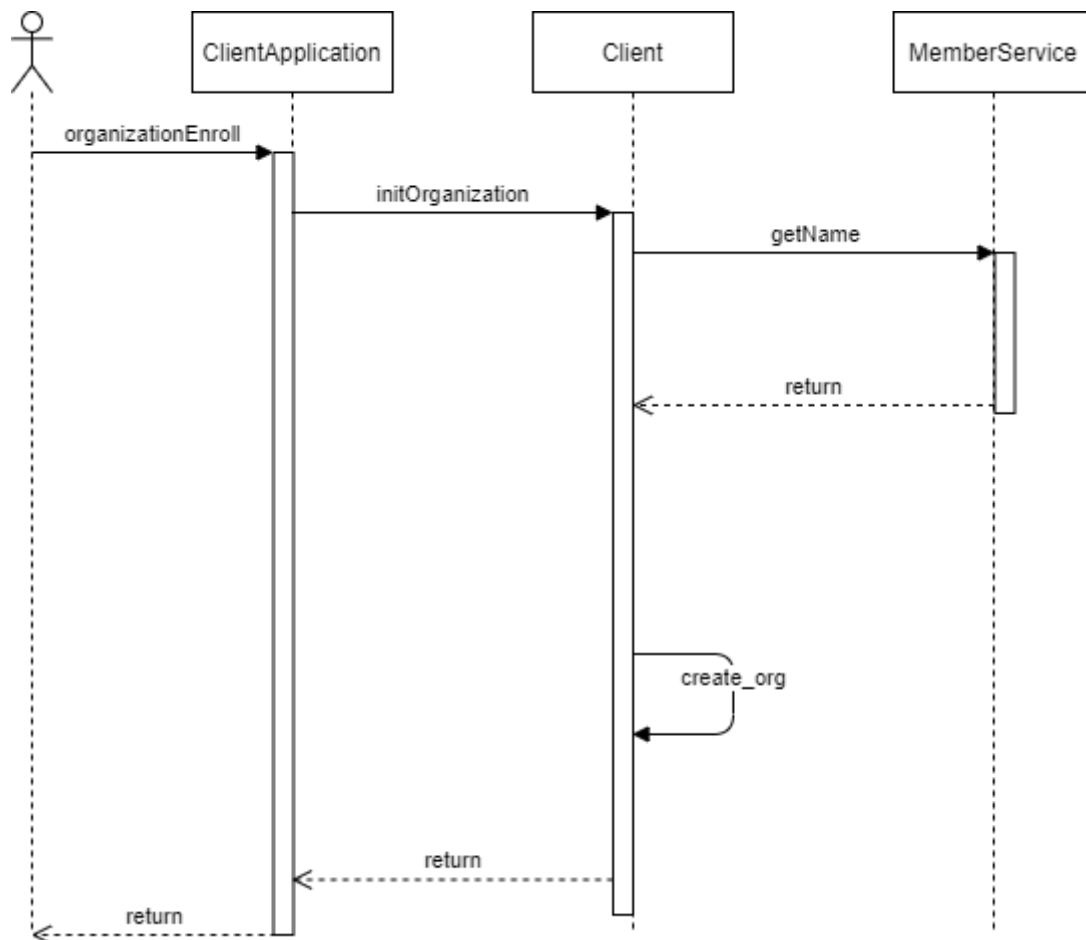 ClientApplication
Client
MemberService
organizationEnroll
initOrganization
getName
return
create_org
return
return